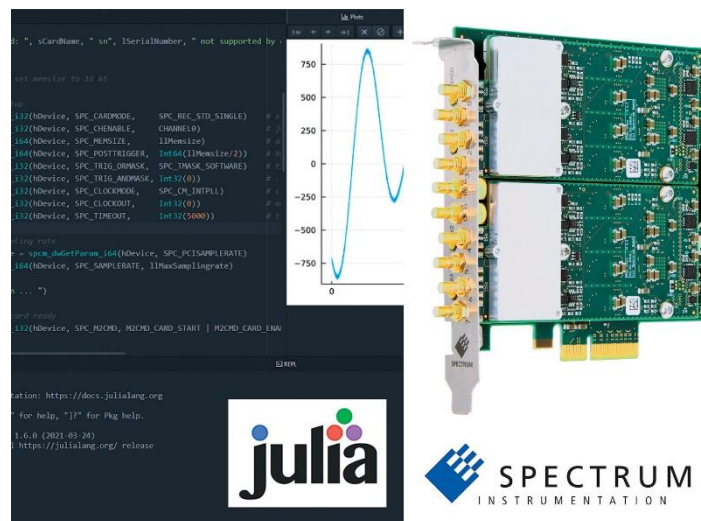 d: ", sCardName, " sn", lSerialNumber, " not supported by
set memsize to 16 kS
tup
_i32(hDevice, SPC_CARDMODE, SPC_REC_STD_SINGLE)
_i32(hDevice, SPC_CHENABLE, CHANNEL0)
_i64(hDevice, SPC_MEMSIZE, llMemsize)
_i64(hDevice, SPC_POSTTRIGGER, Int64(llMemsize/2))
_i32(hDevice, SPC_TRIG_ORMASK, SPC_TMASK_SOFTWARE)
_i32(hDevice, SPC_TRIG_ANDMASK, Int32(0))
_i32(hDevice, SPC_CLOCKMODE, SPC_CM_INTPLL)
_i32(hDevice, SPC_CLOCKOUT, Int32(0))
_i32(hDevice, SPC_TIMEOUT, Int32(5000))
pling rate
e = spcm_dwGetParam_i64(hDevice, SPC_PCISAMPLERATE)
_i64(hDevice, SPC_SAMPLERATE, llMaxSamplingrate)
n ... ")
card ready
_i32(hDevice, SPC_M2CMD, M2CMD_CARD_START | M2CMD_CARD_ENA
Plots
750
500
250
0
-250
-500
-750
0
REPL
tation: https://docs.julialang.org
" for help, "]?" for Pkg help.
1.6.0 (2021-03-24)
l https://julialang.org/ release
julia
SPECTRUM
SPECTRUM
INSTRUMENTATION